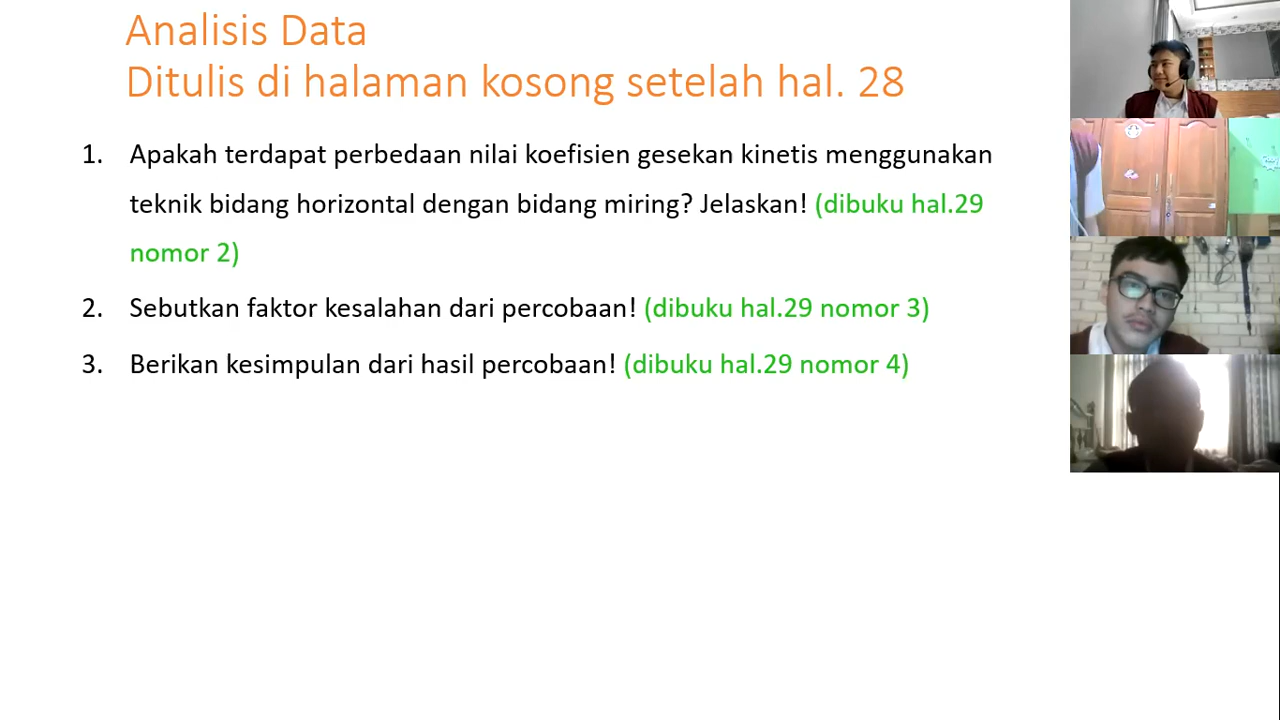 Analisis Data
Ditulis di halaman kosong setelah hal. 28
1. Apakah terdapat perbedaan nilai koefisien gesekan kinetis menggunakan
teknik bidang horizontal dengan bidang miring? Jelaskan! (dibuku hal.29
nomor 2)
2. Sebutkan faktor kesalahan dari percobaan! (dibuku hal.29 nomor 3)
3. Berikan kesimpulan dari hasil percobaan! (dibuku hal.29 nomor 4)